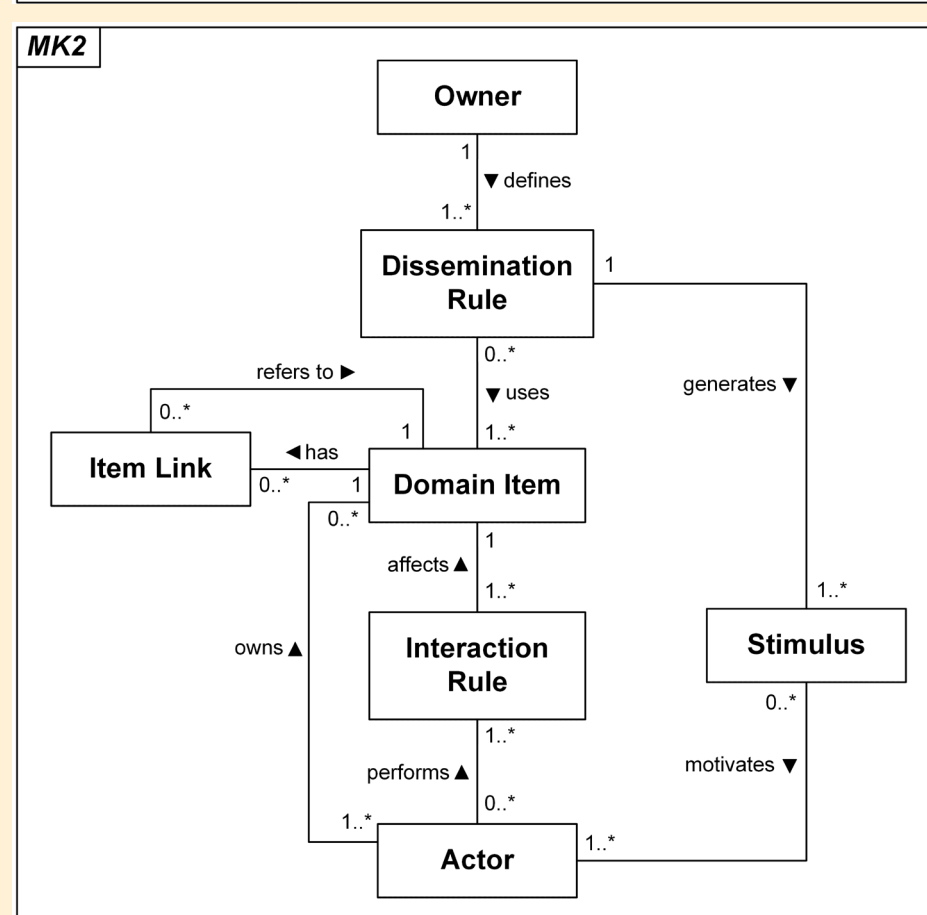 MK2
Owner
1
▼ defines
1..*
Dissemination
Rule
1
0..*
refers to ►
▼ uses
generates ▼
0..*
1
1..*
◄ has
Item Link
0..*
1
Domain Item
0..*
1
affects ▲
1..*
1..*
owns ▲
Interaction
Rule
Stimulus
1..*
0..*
performs ▲
motivates ▼
0..*
1..*
1..*
Actor